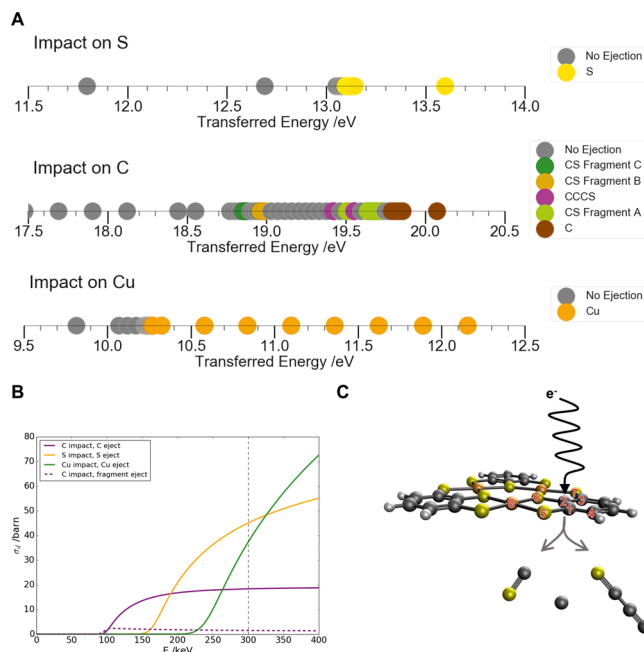 A
Impact on S
No Ejection
S
11.5 12.0 12.5 13.0 13.5 14.0
Transferred Energy /eV
Impact on C
No Ejection
CS Fragment C
CS Fragment B
CCCS
CS Fragment A
C
17.5 18.0 18.5 19.0 19.5 20.0 20.5
Transferred Energy /eV
Impact on Cu
No Ejection
Cu
9.5 10.0 10.5 11.0 11.5 12.0 12.5
Transferred Energy /eV
B
C impact, C eject
S impact, S eject
Cu impact, Cu eject
C impact, fragment eject
80
70
60
50
40
30
20
10
0
σd /barn
0 50 100 150 200 250 300 350 400
E /keV
C
e-